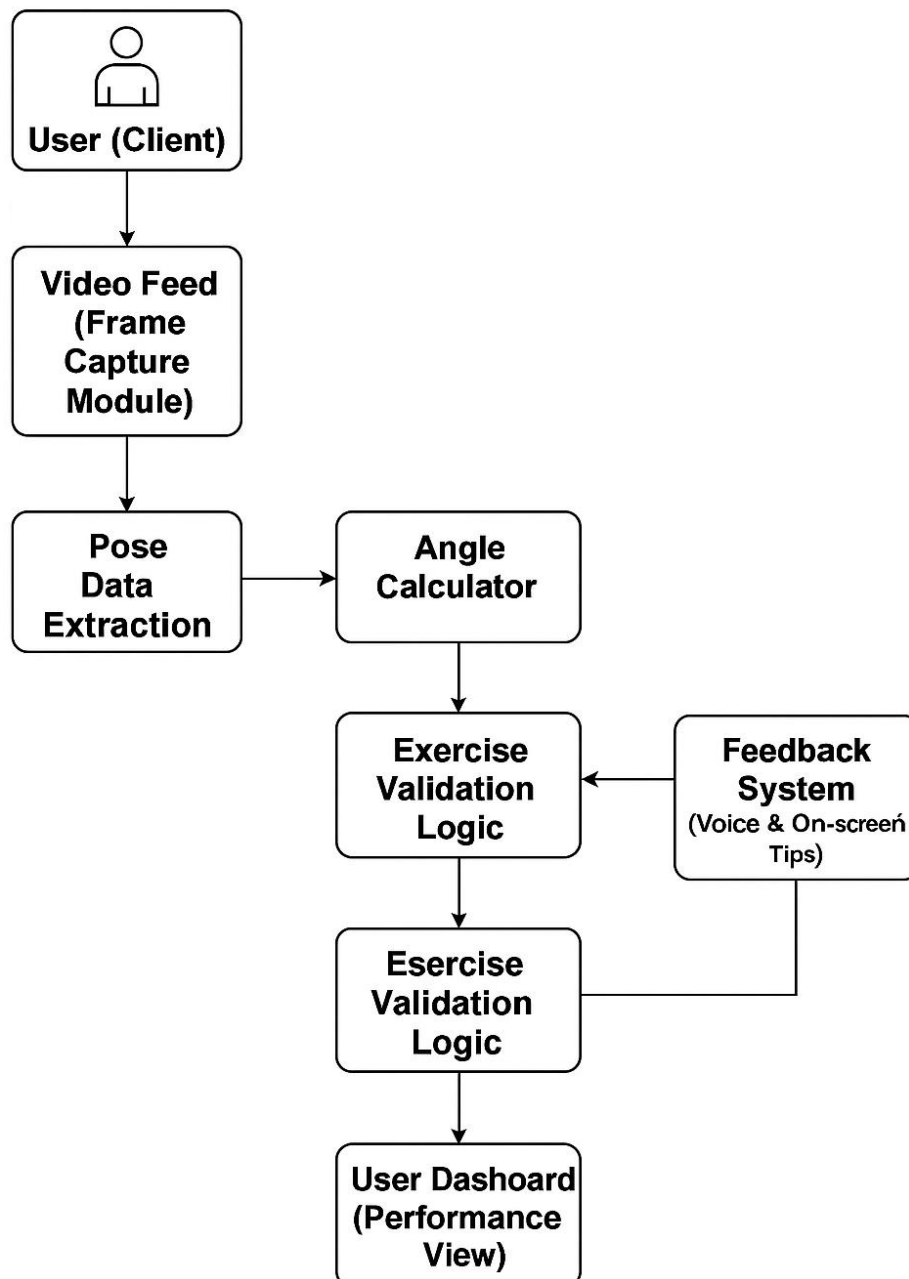 User (Client)
Video Feed
(Frame
Capture
Module)
Pose
Data
Extraction
Angle
Calculator
Exercise
Validation
Logic
Feedback
System
(Voice & On-screeń
Tips)
Esercise
Validation
Logic
User Dashoard
(Performance
View)